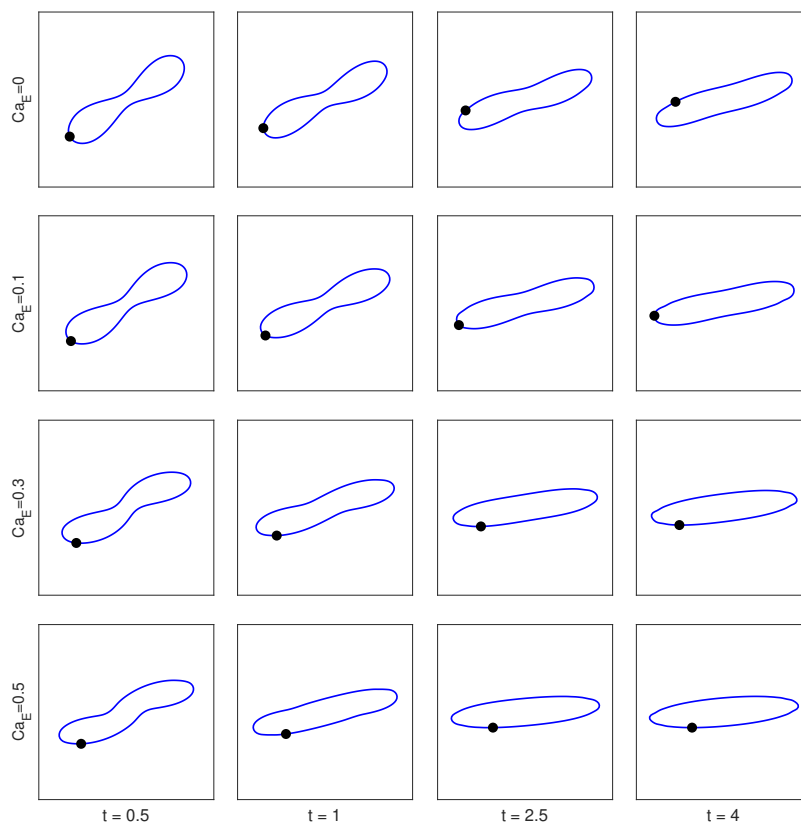 Ca_E=0
Ca_E=0.1
Ca_E=0.3
Ca_E=0.5
t = 0.5
t = 1
t = 2.5
t = 4